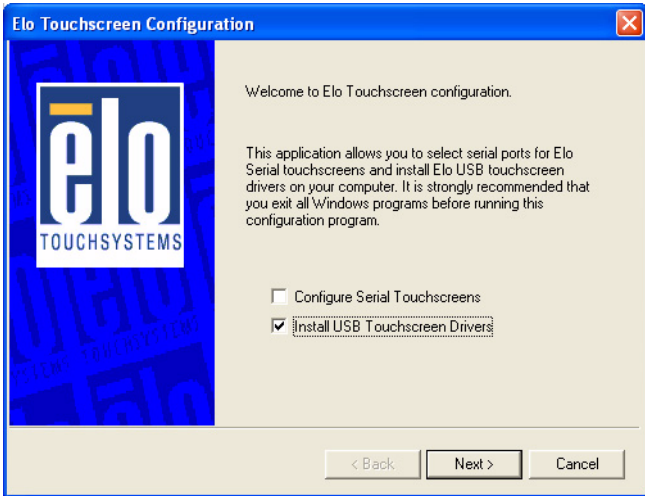 Elo Touchscreen Configuration
elo
TOUCHSYSTEMS
Welcome to Elo Touchscreen configuration.
This application allows you to select serial ports for Elo
Serial touchscreens and install Elo USB touchscreen
drivers on your computer. It is strongly recommended that
you exit all Windows programs before running this
configuration program.
Configure Serial Touchscreens
Install USB Touchscreen Drivers
< Back
Next >
Cancel